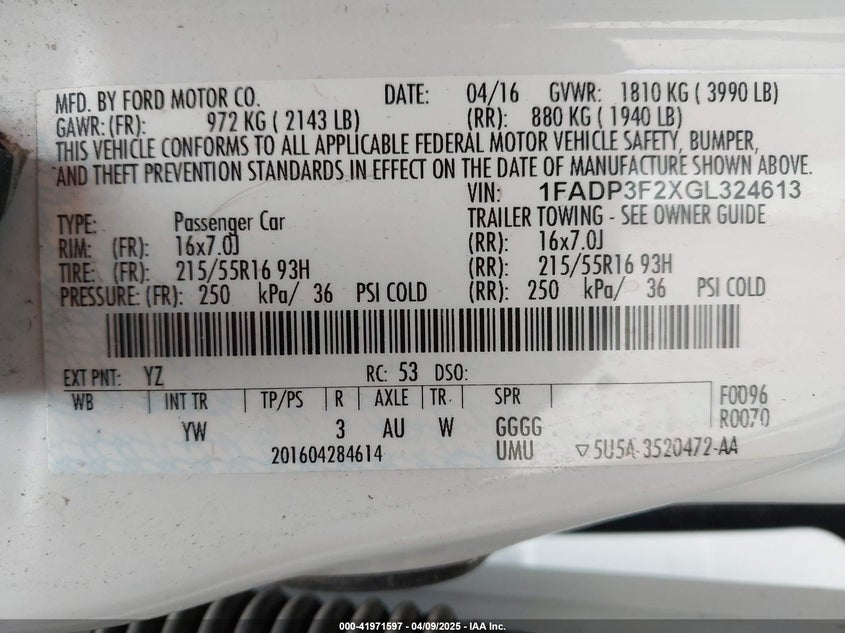 MFD. BY FORD MOTOR CO. DATE: 04/16 GVWR: 1810 KG ( 3990 LB)
GAWR: (FR): 972 KG ( 2143 LB) (RR): 880 KG ( 1940 LB)
THIS VEHICLE CONFORMS TO ALL APPLICABLE FEDERAL MOTOR VEHICLE SAFETY, BUMPER,
AND THEFT PREVENTION STANDARDS IN EFFECT ON THE DATE OF MANUFACTURE SHOWN ABOVE.
VIN: 1FADP3F2XGL324613
TYPE: Passenger Car TRAILER TOWING - SEE OWNER GUIDE
RIM: (FR): 16x7.0J (RR): 16x7.0J
TIRE: (FR): 215/55R16 93H (RR): 215/55R16 93H
PRESSURE: (FR): 250 kPa/ 36 PSI COLD (RR): 250 kPa/ 36 PSI COLD
EXT PNT: YZ RC: 53 DSO:
WB INT TR TP/PS R AXLE TR. SPR F0096
R0070
YW 3 AU W GGGG
201604284614 UMU ▽5U5A-3520472-AA
000-41971597 - 04/09/2025 - IAA Inc.